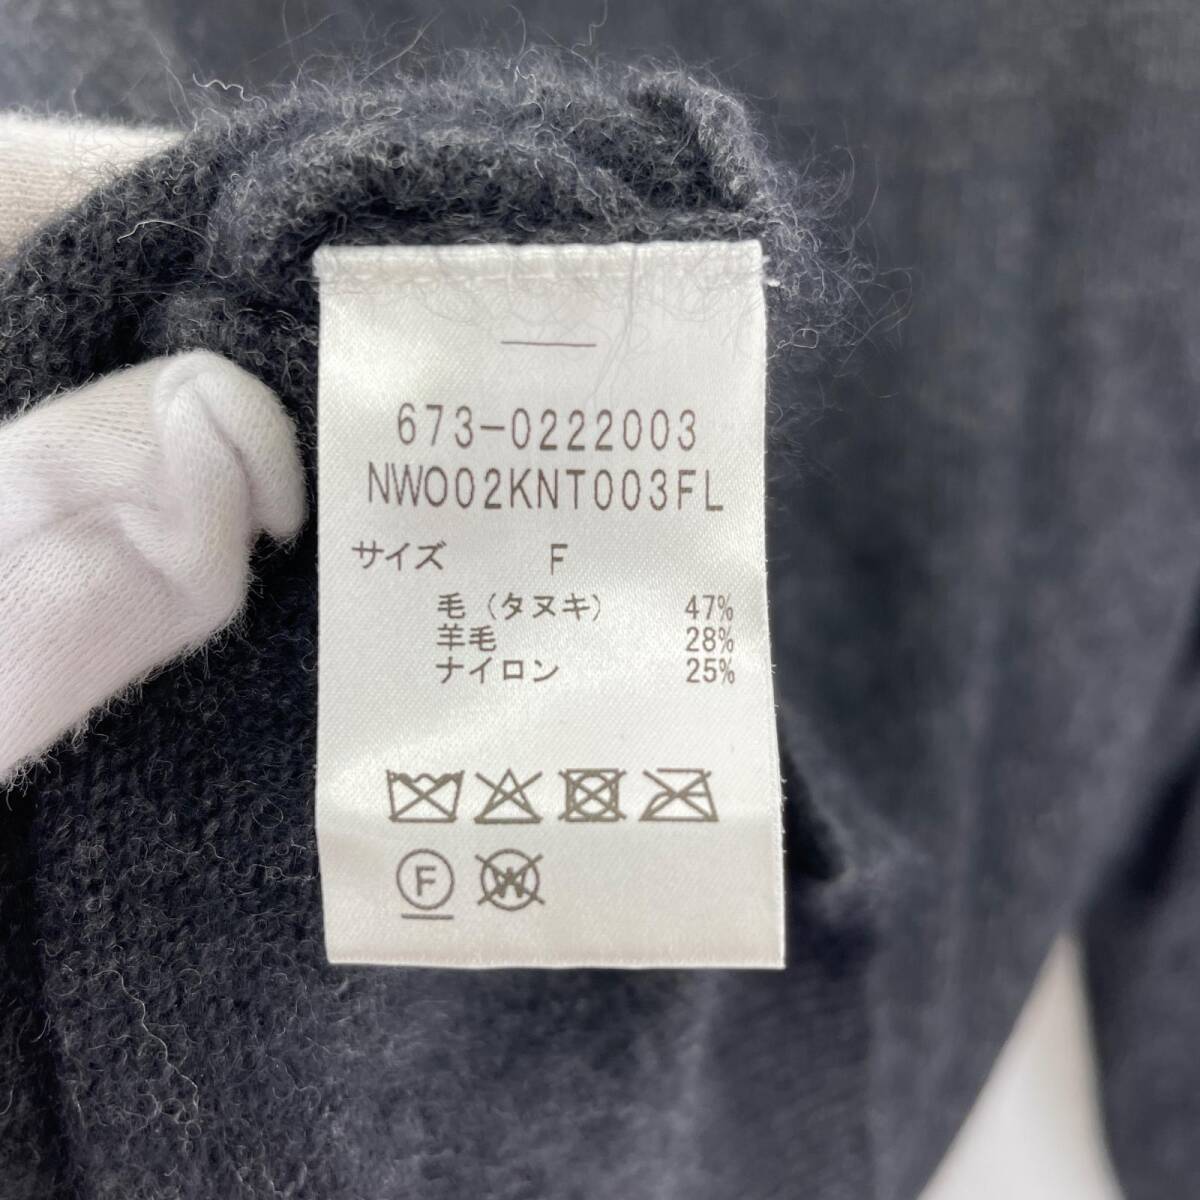 673-0222003
NWO02KNT003FL
サイズ F
毛(タヌキ) 47%
羊毛 28%
ナイロン 25%
F W